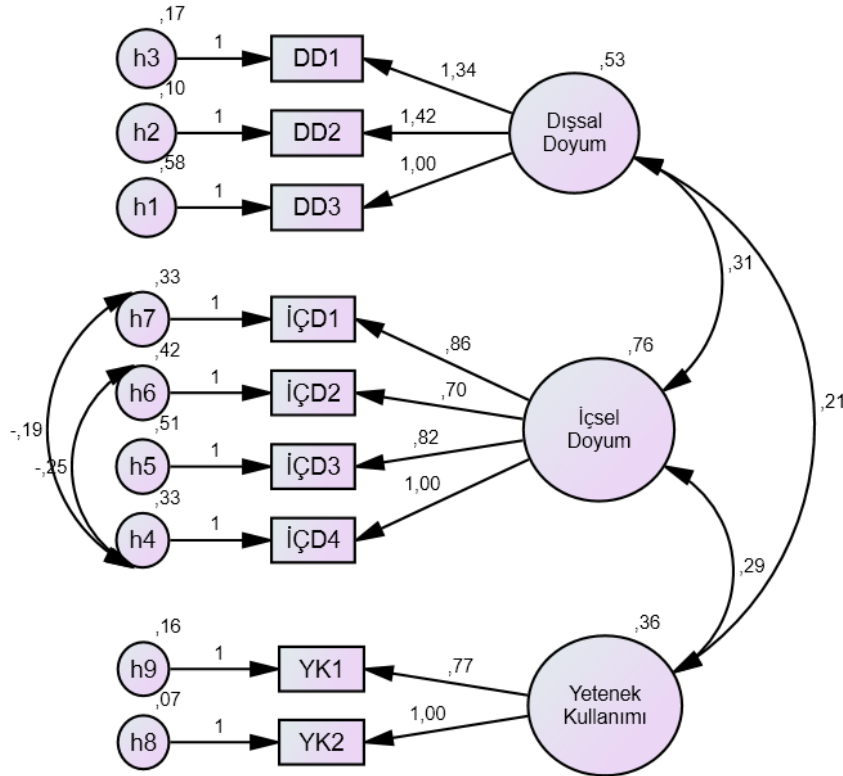 ,17
h3 1 DD1 1,34 ,53
,10
h2 1 DD2 1,42 Dışsal
Doyum
,58
h1 1 DD3 1,00
,31
,33
h7 1 İÇD1 ,86 ,76
,42
h6 1 İÇD2 ,70 İçsel
Doyum
,21
-,19
,51
h5 1 İÇD3 ,82
-,25
,33
h4 1 İÇD4 1,00
,29
,16 ,36
h9 1 YK1 ,77
,07
Yetenek
Kullanımı
h8 1 YK2 1,00